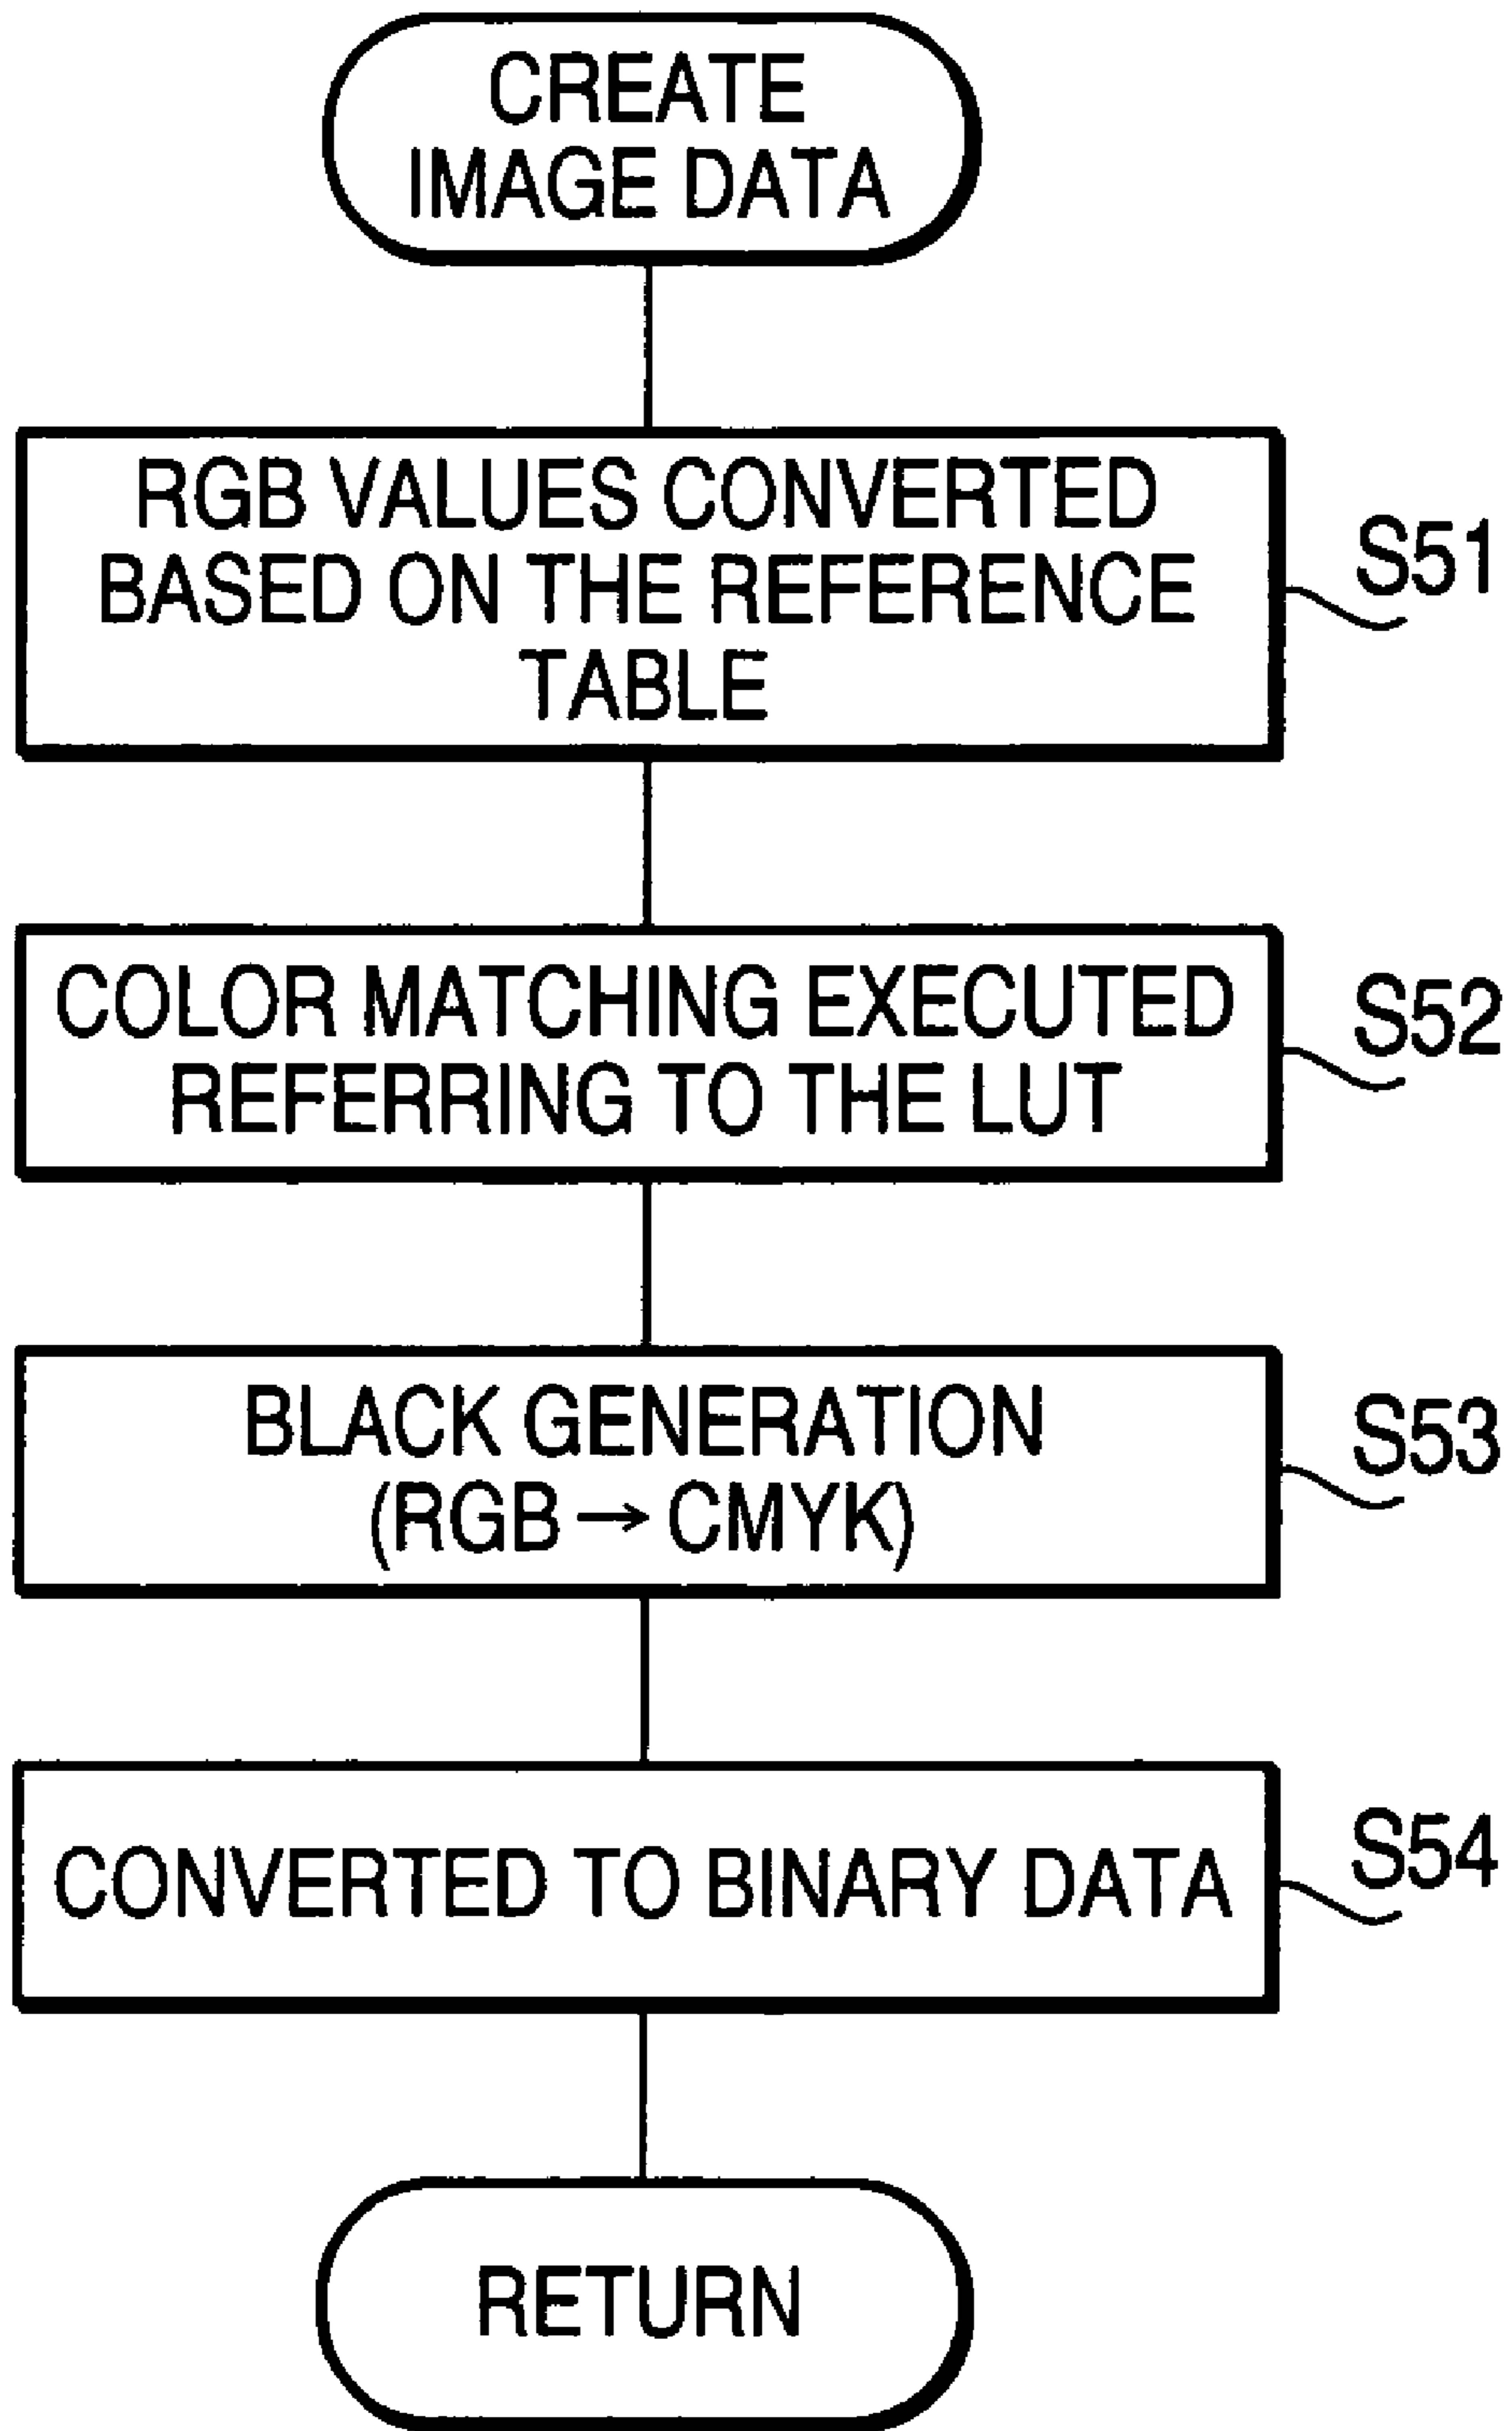 CREATE
IMAGE DATA
RGB VALUES CONVERTED
BASED ON THE REFERENCE
TABLE
S51
COLOR MATCHING EXECUTED
REFERRING TO THE LUT
S52
BLACK GENERATION
(RGB → CMYK)
S53
CONVERTED TO BINARY DATA
S54
RETURN